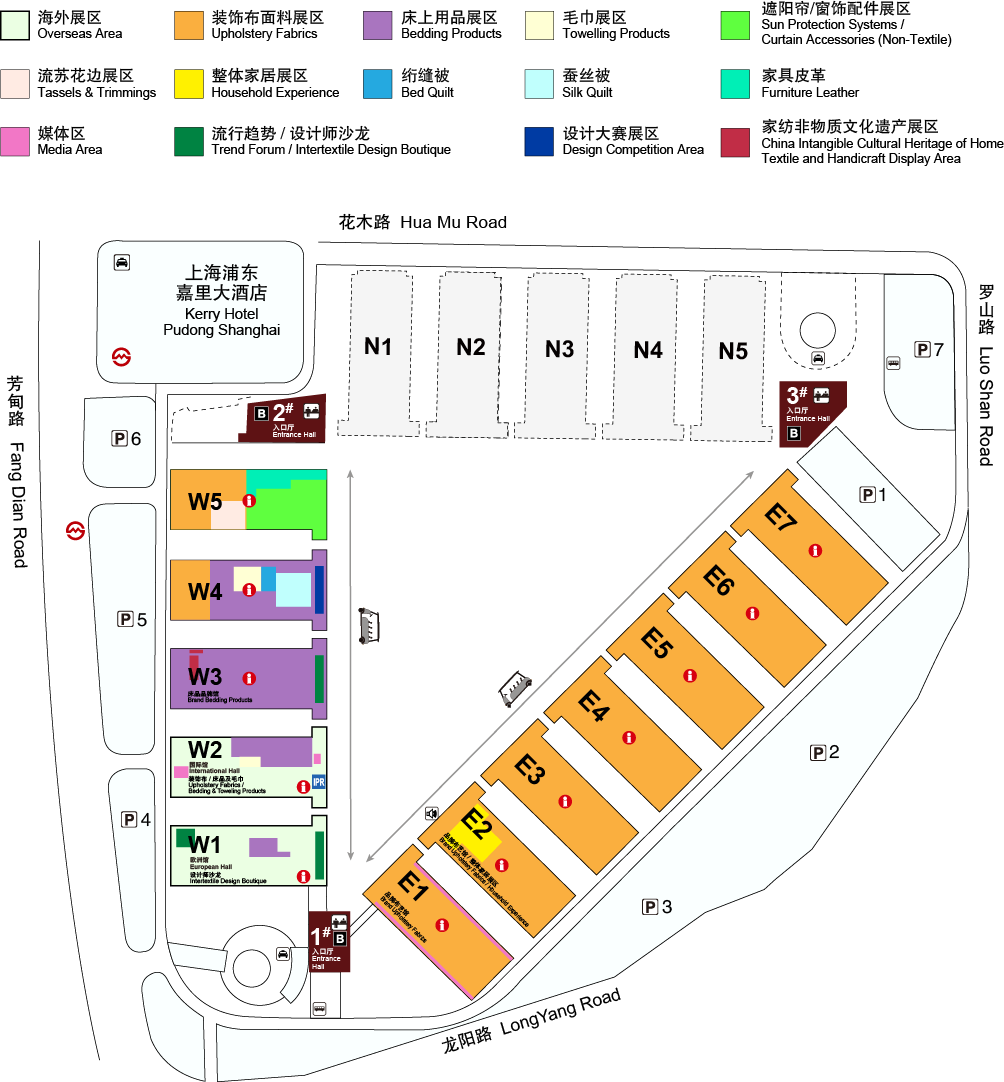 海外展区
Overseas Area
装饰布面料展区
Upholstery Fabrics
床上用品展区
Bedding Products
毛巾展区
Towelling Products
遮阳帘/窗饰配件展区
Sun Protection Systems /
Curtain Accessories (Non-Textile)
流苏花边展区
Tassels & Trimmings
整体家居展区
Household Experience
绗缝被
Bed Quilt
蚕丝被
Silk Quilt
家具皮革
Furniture Leather
媒体区
Media Area
流行趋势 / 设计师沙龙
Trend Forum / Intertextile Design Boutique
设计大赛展区
Design Competition Area
家纺非物质文化遗产展区
China Intangible Cultural Heritage of Home
Textile and Handicraft Display Area
花木路 Hua Mu Road
上海浦东
嘉里大酒店
Kerry Hotel
Pudong Shanghai
N1
N2
N3
N4
N5
P 7
罗山路 Luo Shan Road
芳甸路 Fang Dian Road
P 6
B 2#
入口厅
Entrance Hall
3#
入口厅
Entrance Hall
B
P 1
W5
E7
W4
E6
P 5
E5
W3
床品品牌馆
Brand Bedding Products
E4
W2
国际馆
International Hall
装饰布 / 床品及毛巾
Upholstery Fabrics /
Bedding & Toweling Products
IPR
E3
P 2
P 4
W1
欧洲馆
European Hall
设计师沙龙
Intertextile Design Boutique
E2
品牌布艺馆 / 整体家居展区
Brand Upholstery Fabrics / Household Experience
E1
品牌布艺馆
Brand Upholstery Fabrics
P 3
1#
B
入口厅
Entrance
Hall
龙阳路 LongYang Road